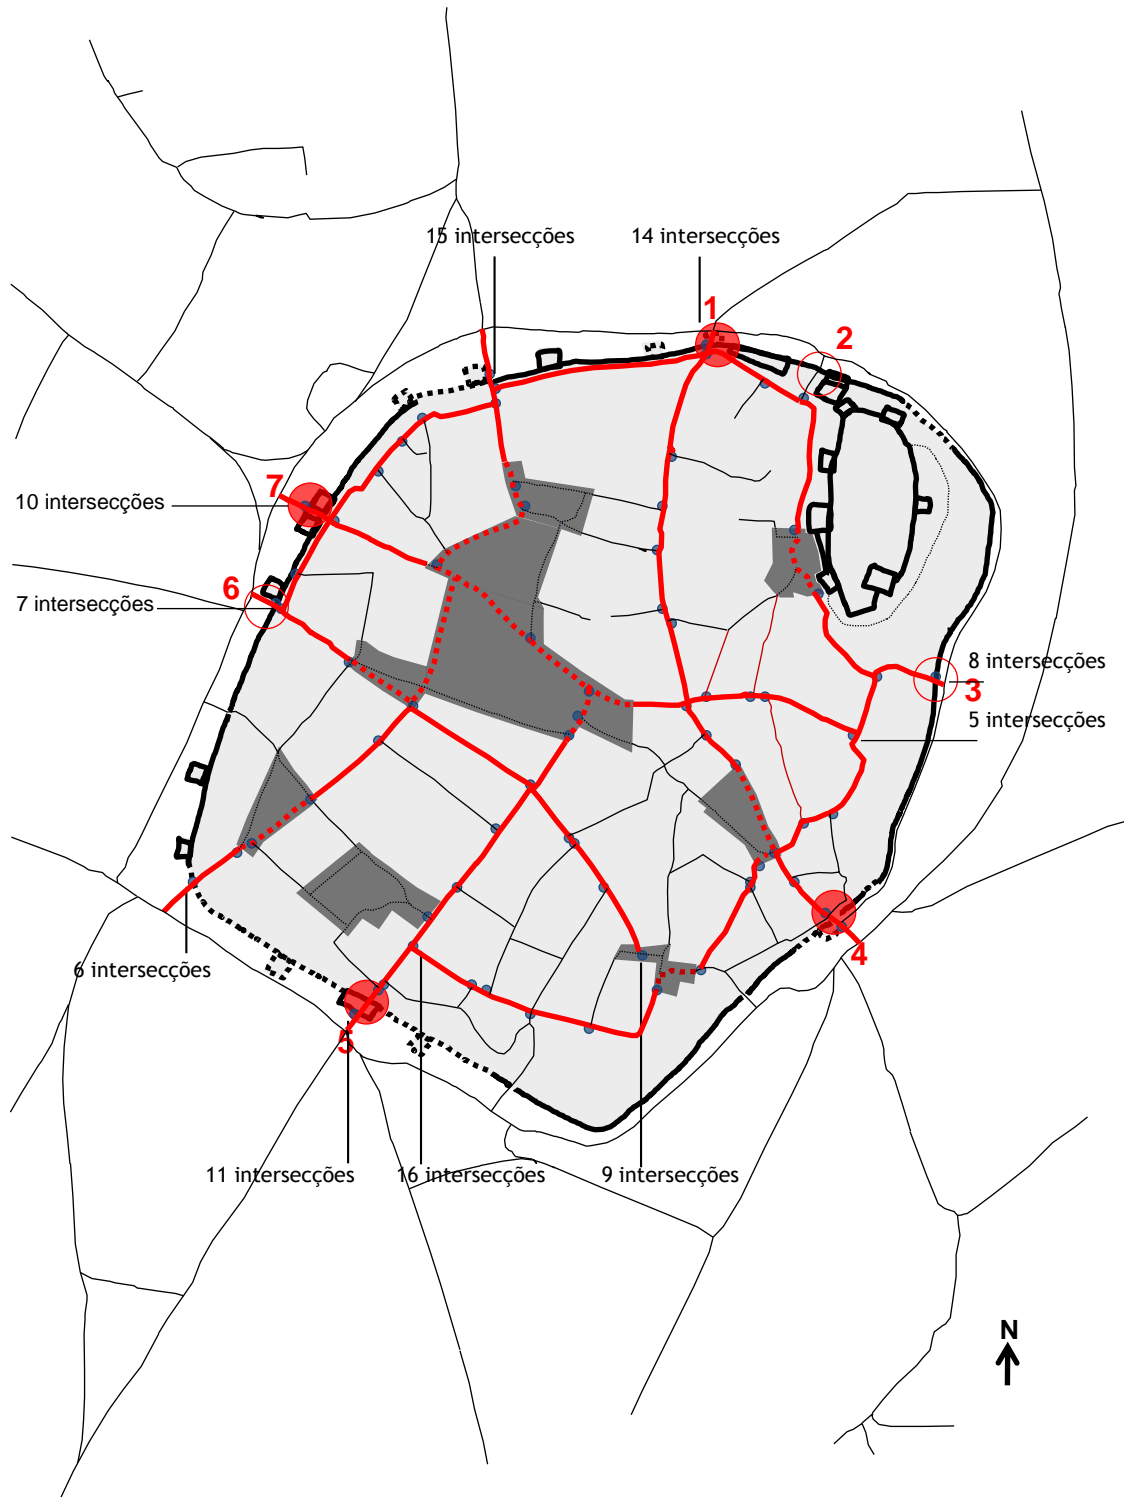 15 intersecções
14 intersecções
1
2
7
10 intersecções
6
7 intersecções
8 intersecções
3
5 intersecções
4
6 intersecções
5
11 intersecções
16 intersecções
9 intersecções
N